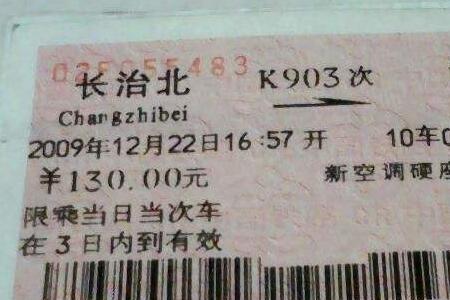 长治北 K903次
Changzhibei
2009年12月22日16:57开 10车
￥130.00元 新空调硬座
限乘当日当次车
在3日内到有效